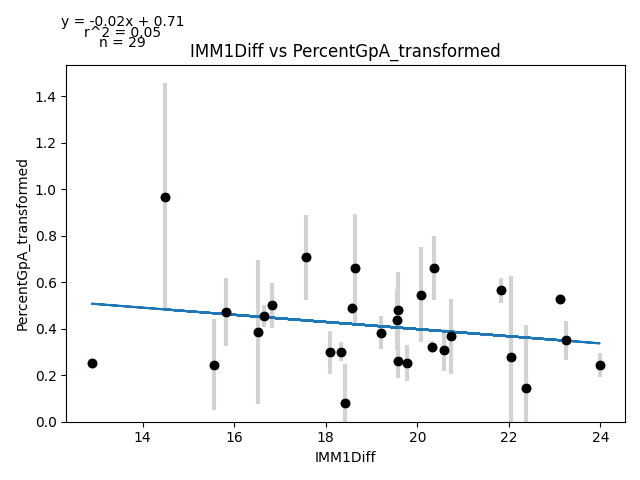 y = -0.02x + 0.71
r^2 = 0.05
n = 29
IMM1Diff vs PercentGpA_transformed
PercentGpA_transformed
1.4
1.2
1.0
0.8
0.6
0.4
0.2
0.0
14 16 18 20 22 24
IMM1Diff